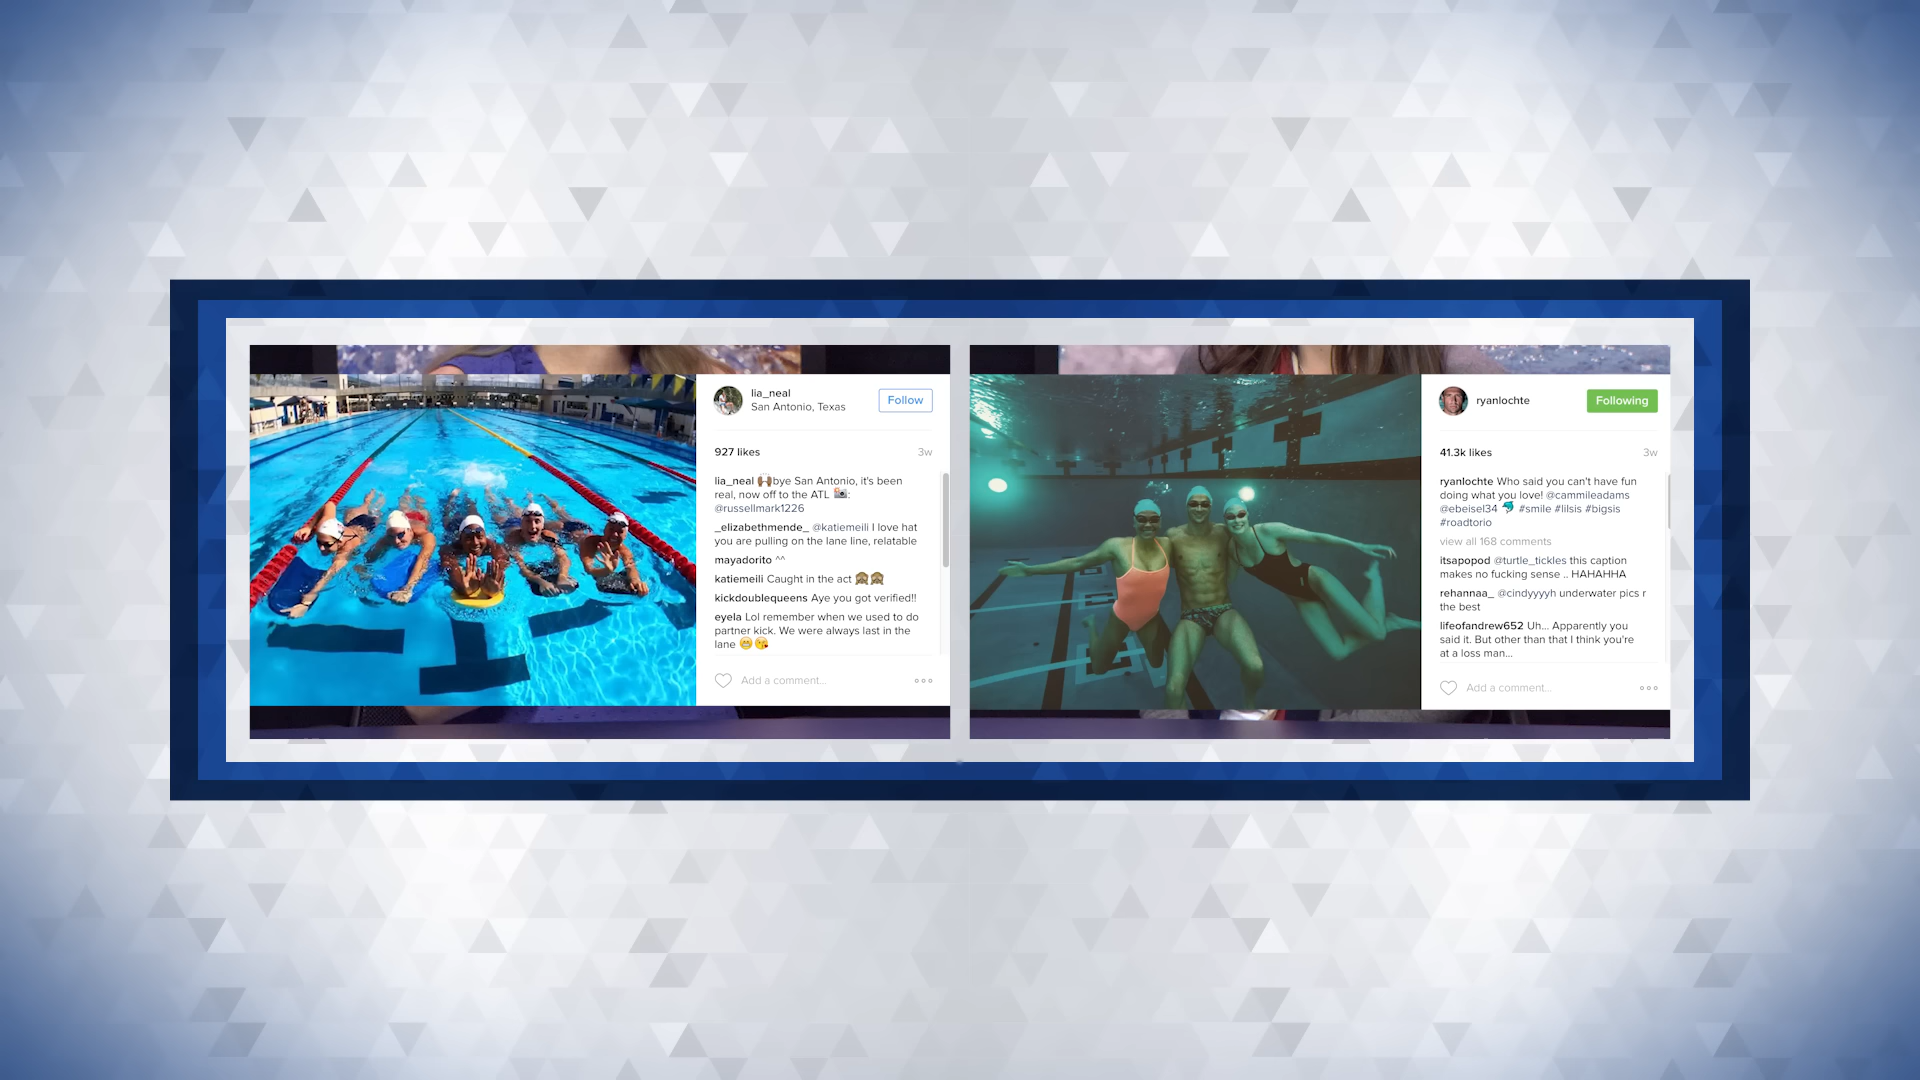 lia_neal
San Antonio, Texas
Follow
927 likes
3w
lia_neal 🙌🏾bye San Antonio, it's been
real, now off to the ATL 📸:
@russellmark1226
_elizabethmende_ @katiemeili I love hat
you are pulling on the lane line, relatable
mayadorito ^^
katiemeili Caught in the act 🙈🙈
kickdoublequeens Aye you got verified!!
eyela Lol remember when we used to do
partner kick. We were always last in the
lane 😁😘
Add a comment...
ryanlochte
Following
41.3k likes
3w
ryanlochte Who said you can't have fun
doing what you love! @cammileadams
@ebeisel34 🐬 #smile #lilsis #bigsis
#roadtorio
view all 168 comments
itsapopod @turtle_tickles this caption
makes no fucking sense .. HAHAHHA
rehannaa_ @cindyyyyh underwater pics r
the best
lifeofandrew652 Uh... Apparently you
said it. But other than that I think you're
at a loss man...
Add a comment...